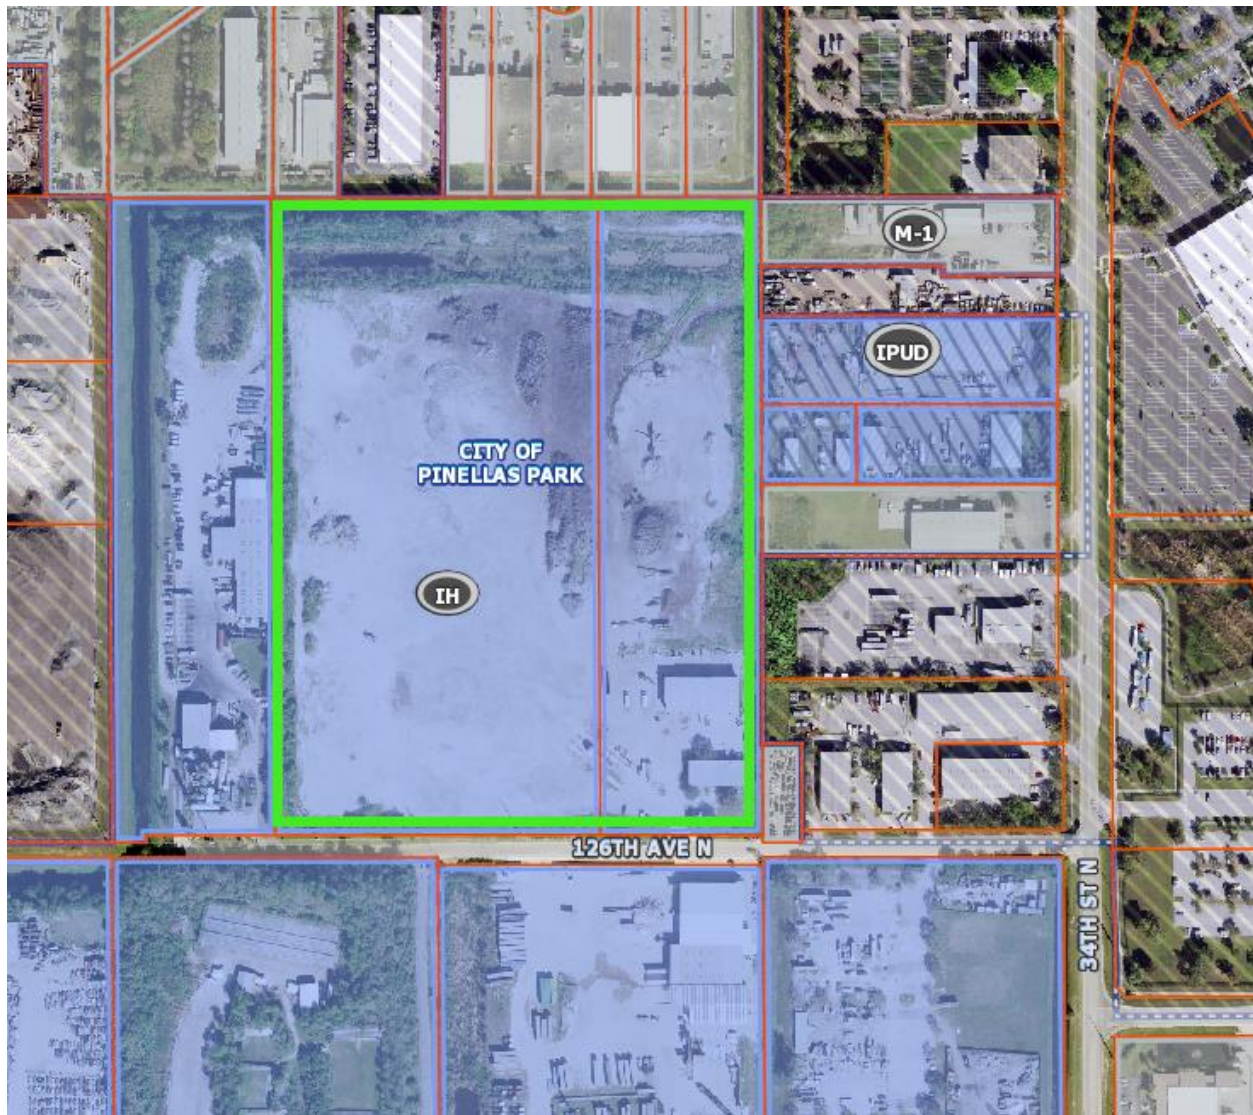 M-1
IPUD
CITY OF
PINELLAS PARK
IH
126TH AVE N
34TH ST N